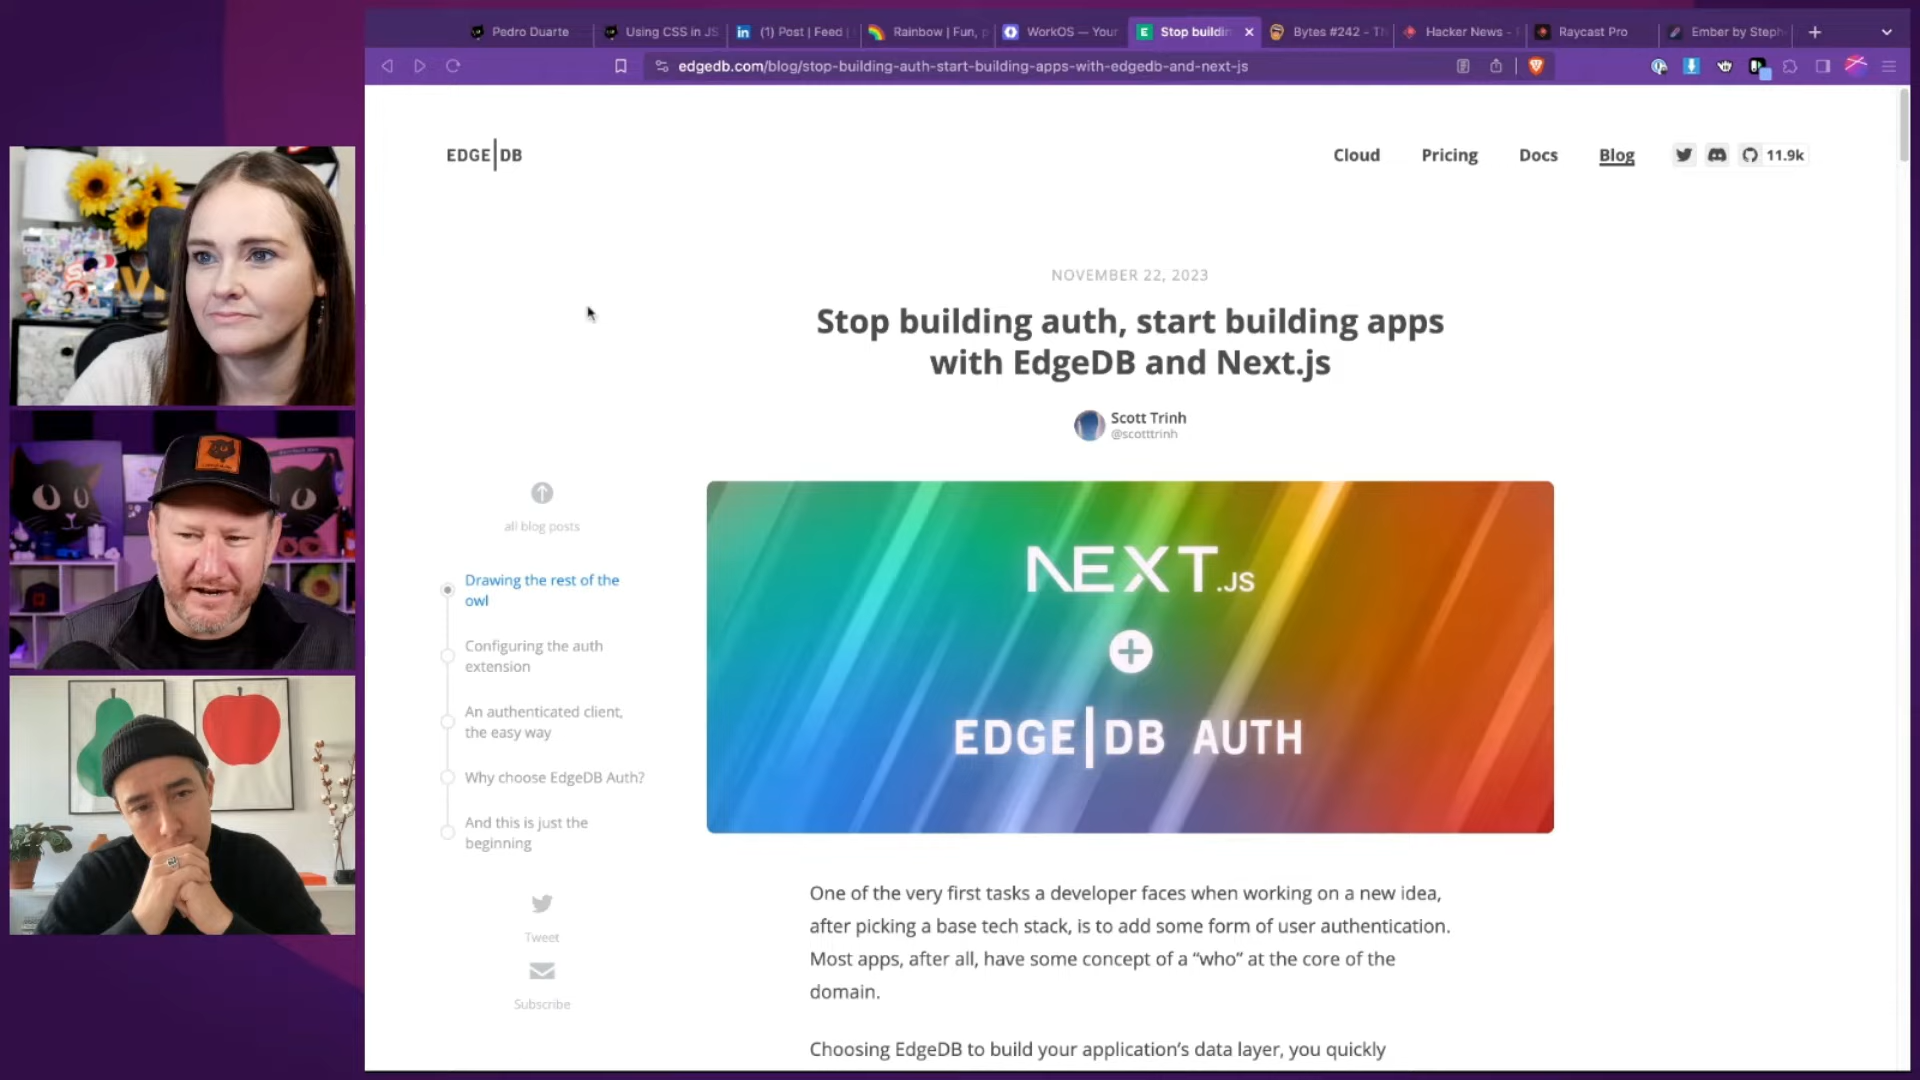 Pedro Duarte
Using CSS in JS
(1) Post | Feed |
Rainbow | Fun, p
WorkOS — Your
Stop buildin
Bytes #242 - Th
Hacker News -
Raycast Pro
Ember by Steph
edgedb.com/blog/stop-building-auth-start-building-apps-with-edgedb-and-next-js
EDGE|DB
Cloud
Pricing
Docs
Blog
11.9k
NOVEMBER 22, 2023
Stop building auth, start building apps
with EdgeDB and Next.js
Scott Trinh
@scotttrinh
all blog posts
Drawing the rest of the
owl
Configuring the auth
extension
An authenticated client,
the easy way
Why choose EdgeDB Auth?
And this is just the
beginning
Tweet
Subscribe
NEXT.JS
EDGE|DB AUTH
One of the very first tasks a developer faces when working on a new idea,
after picking a base tech stack, is to add some form of user authentication.
Most apps, after all, have some concept of a “who” at the core of the
domain.
Choosing EdgeDB to build your application’s data layer, you quickly